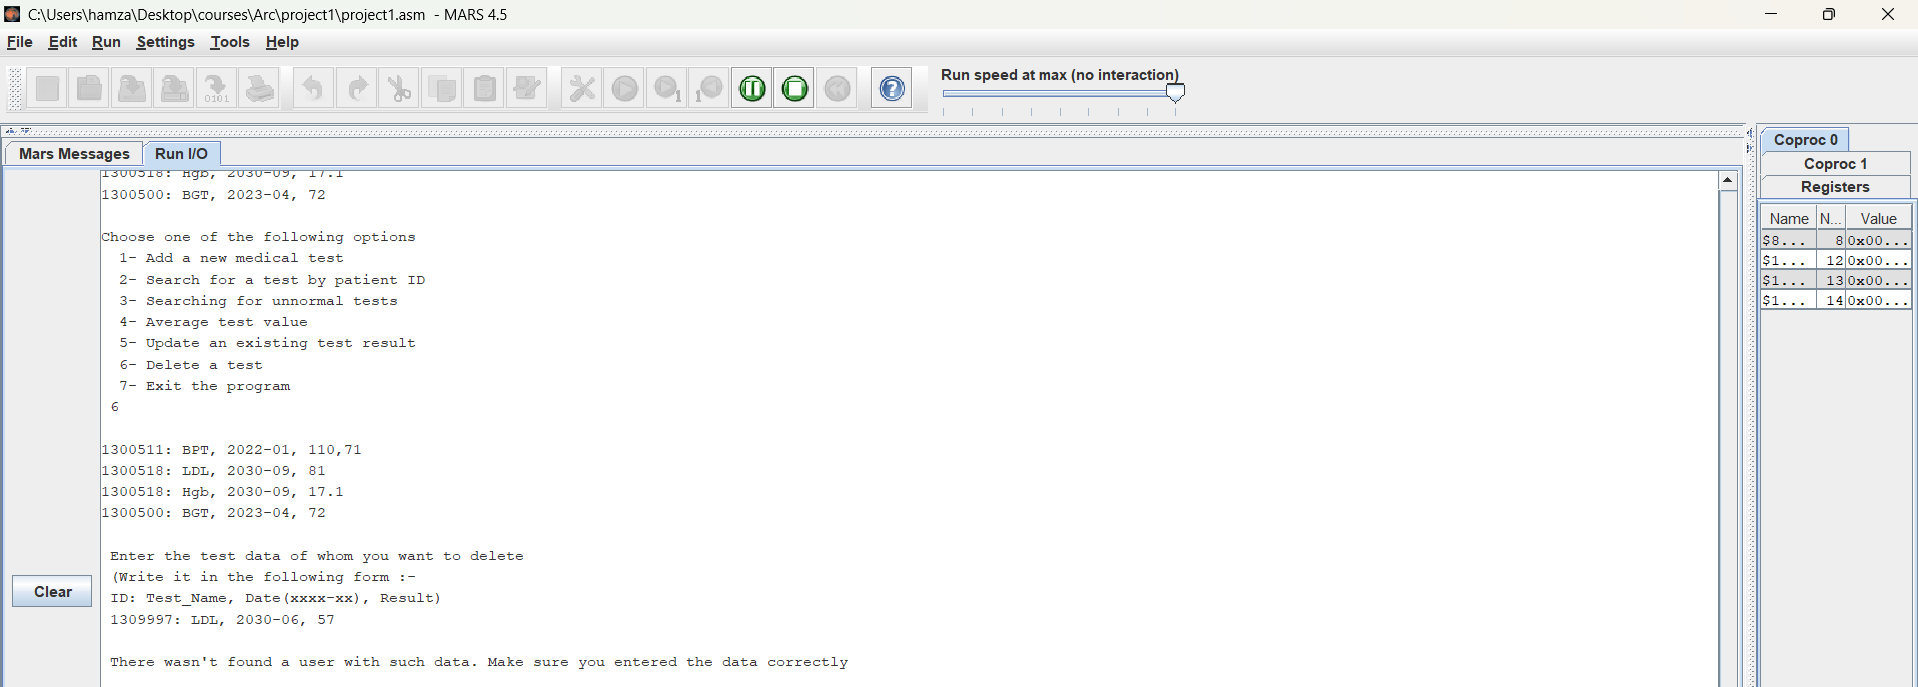 C:\Users\hamza\Desktop\courses\Arc\project1\project1.asm - MARS 4.5
File Edit Run Settings Tools Help
Run speed at max (no interaction)
Mars Messages Run I/O
Coproc 0
Coproc 1
Registers
Name N... Value
$8... 8 0x00...
$1... 12 0x00...
$1... 13 0x00...
$1... 14 0x00...
1300518: Hgb, 2030-09, 17.1
1300500: BGT, 2023-04, 72
Choose one of the following options
1- Add a new medical test
2- Search for a test by patient ID
3- Searching for unnormal tests
4- Average test value
5- Update an existing test result
6- Delete a test
7- Exit the program
6
1300511: BPT, 2022-01, 110,71
1300518: LDL, 2030-09, 81
1300518: Hgb, 2030-09, 17.1
1300500: BGT, 2023-04, 72
Enter the test data of whom you want to delete
(Write it in the following form :-
ID: Test_Name, Date(xxxx-xx), Result)
1309997: LDL, 2030-06, 57
There wasn't found a user with such data. Make sure you entered the data correctly
Clear